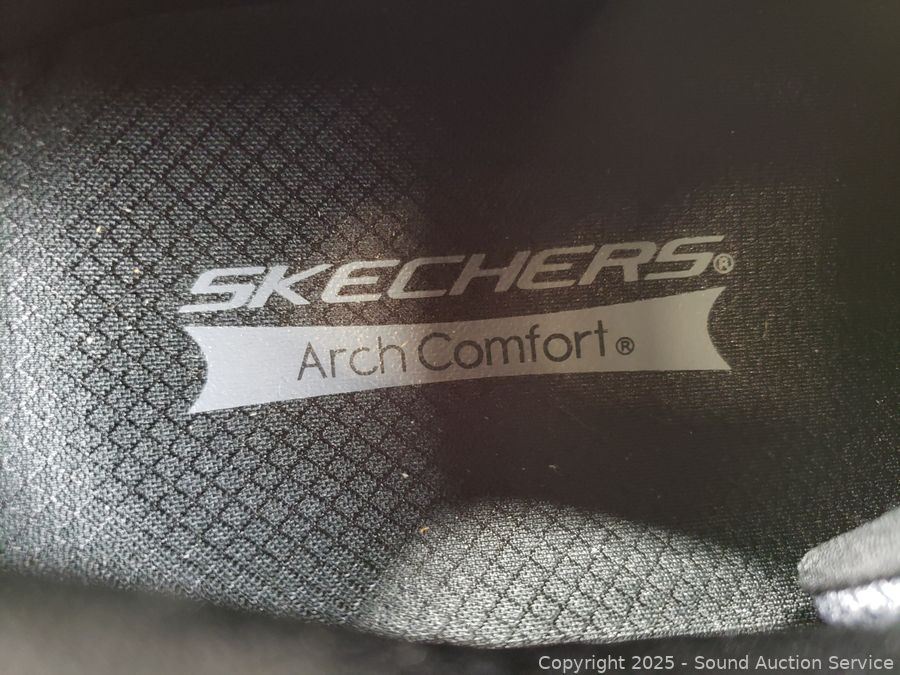 SKECHERS®
Arch Comfort®
Copyright 2025 - Sound Auction Service